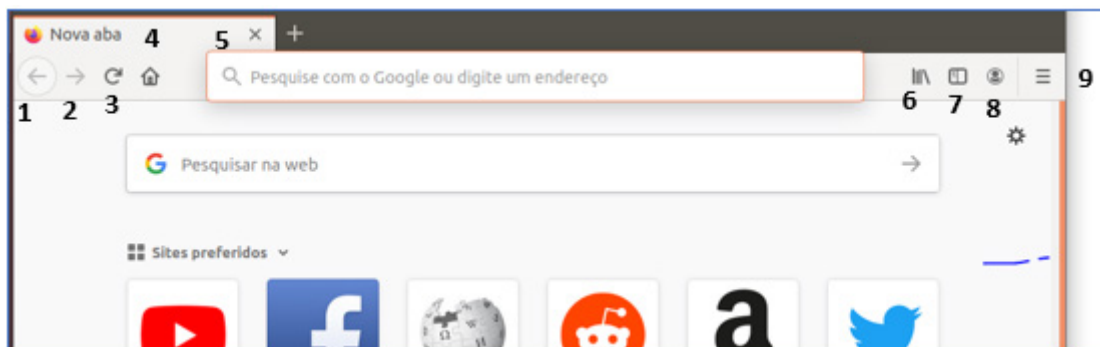 Nova aba 4 5
Pesquise com o Google ou digite um endereço
1 2 3 6 7 8 9
G Pesquisar na web
Sites preferidos
f
a